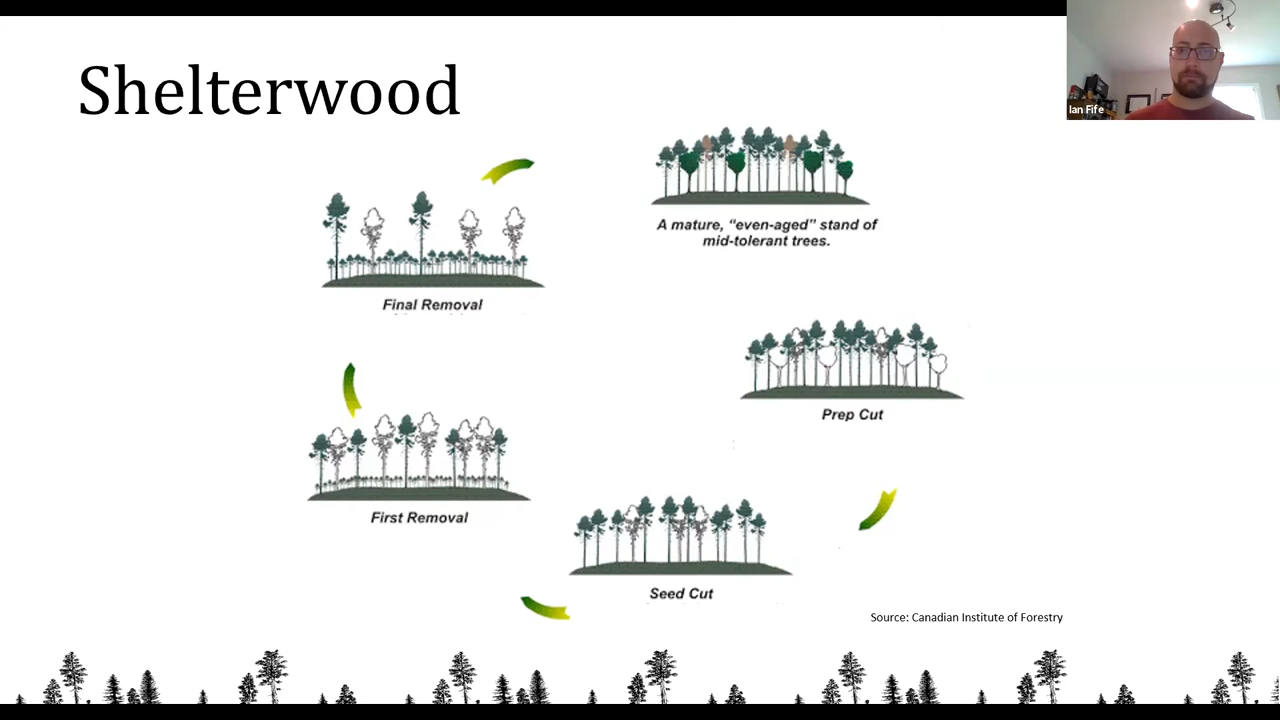 Shelterwood
Ian Fife
A mature, “even-aged” stand of
mid-tolerant trees.
Final Removal
Prep Cut
First Removal
Seed Cut
Source: Canadian Institute of Forestry